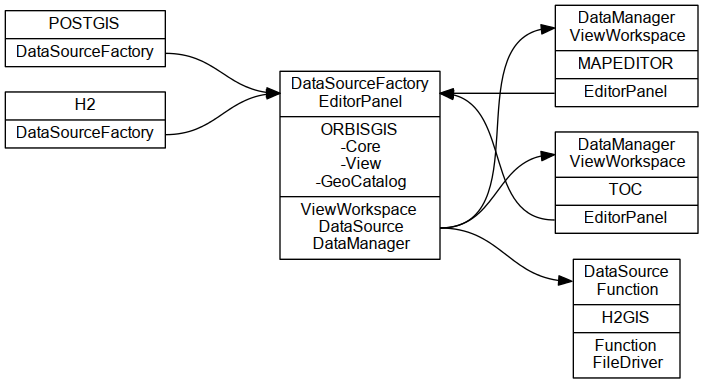 POSTGIS
DataSourceFactory
H2
DataSourceFactory
DataSourceFactory
EditorPanel
ORBISGIS
-Core
-View
-GeoCatalog
ViewWorkspace
DataSource
DataManager
DataManager
ViewWorkspace
MAPEDITOR
EditorPanel
DataManager
ViewWorkspace
TOC
EditorPanel
DataSource
Function
H2GIS
Function
FileDriver